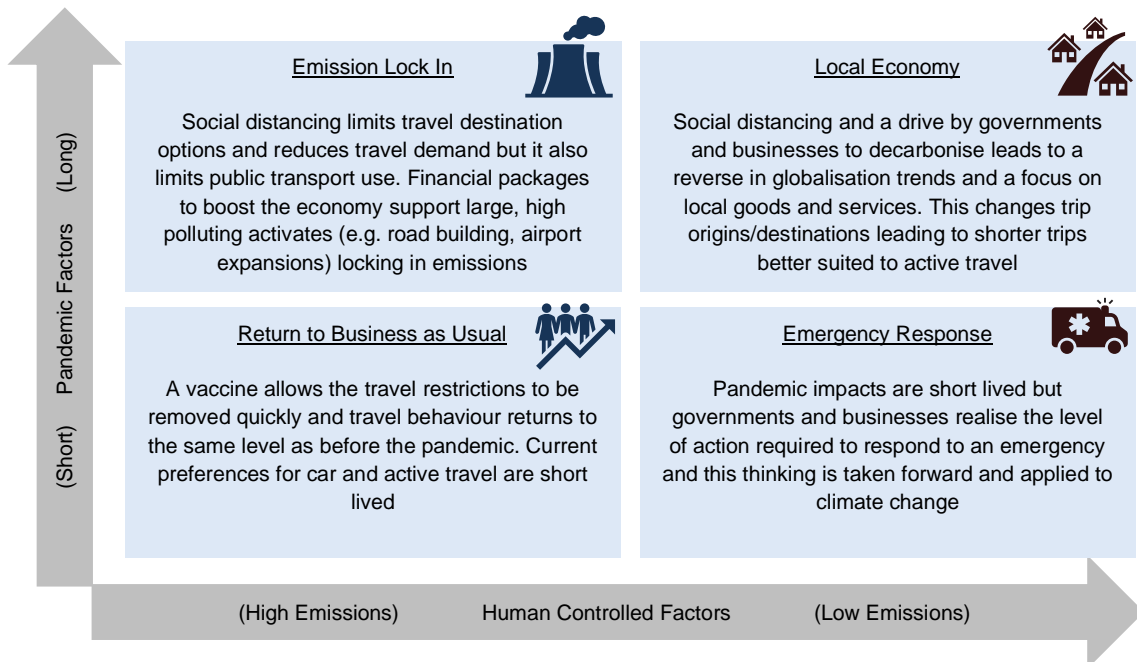 Emission Lock In
Social distancing limits travel destination
options and reduces travel demand but it also
limits public transport use. Financial packages
to boost the economy support large, high
polluting activates (e.g. road building, airport
expansions) locking in emissions
Local Economy
Social distancing and a drive by governments
and businesses to decarbonise leads to a
reverse in globalisation trends and a focus on
local goods and services. This changes trip
origins/destinations leading to shorter trips
better suited to active travel
Return to Business as Usual
A vaccine allows the travel restrictions to be
removed quickly and travel behaviour returns to
the same level as before the pandemic. Current
preferences for car and active travel are short
lived
Emergency Response
Pandemic impacts are short lived but
governments and businesses realise the level
of action required to respond to an emergency
and this thinking is taken forward and applied to
climate change
(Short) Pandemic Factors (Long)
(High Emissions) Human Controlled Factors (Low Emissions)